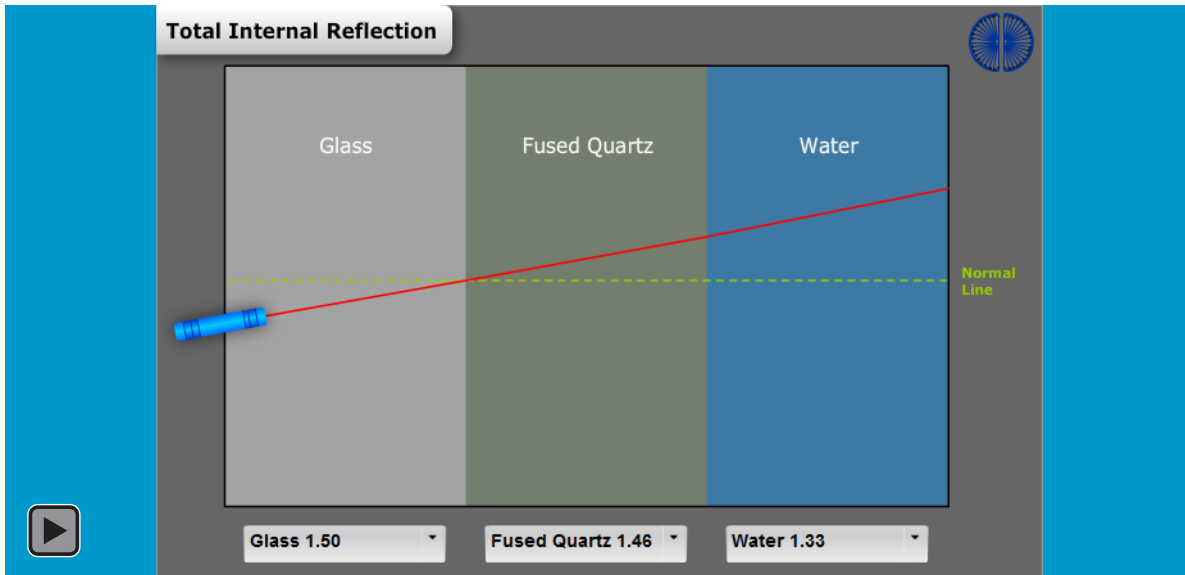 Total Internal Reflection
Glass
Fused Quartz
Water
Normal
Line
Glass 1.50
Fused Quartz 1.46
Water 1.33